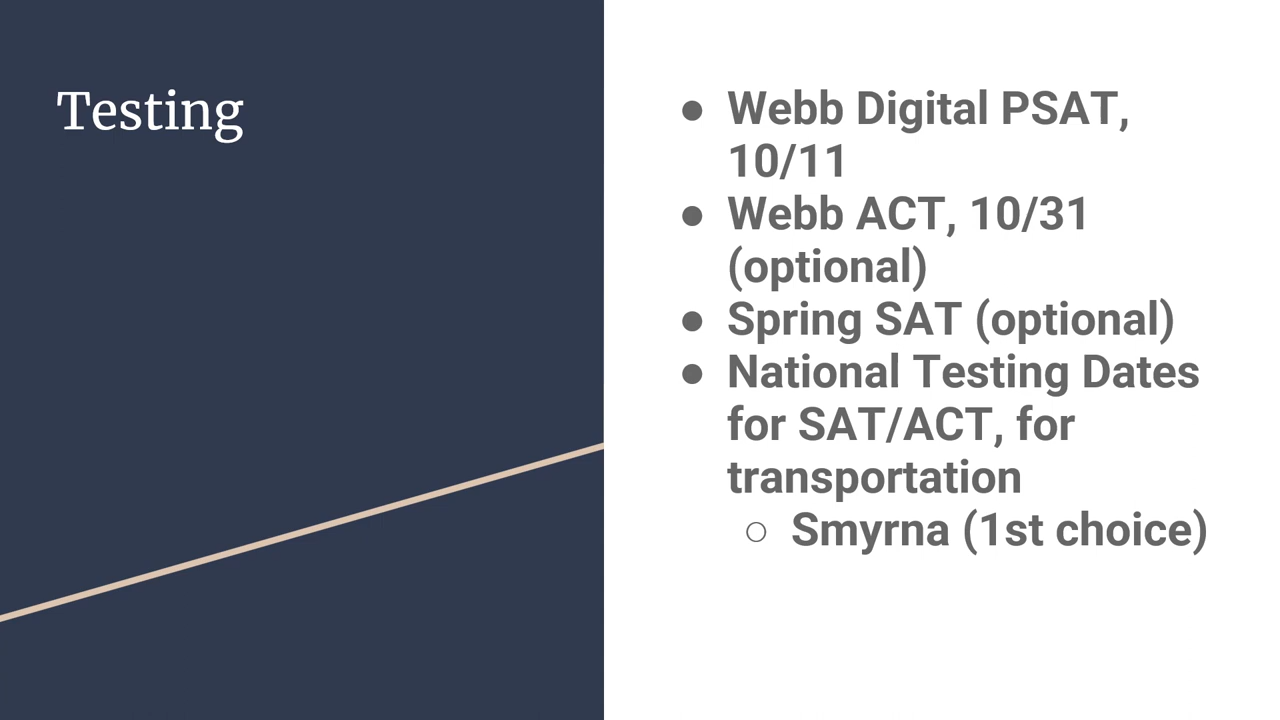 Testing
● Webb Digital PSAT,
10/11
● Webb ACT, 10/31
(optional)
● Spring SAT (optional)
● National Testing Dates
for SAT/ACT, for
transportation
○ Smyrna (1st choice)